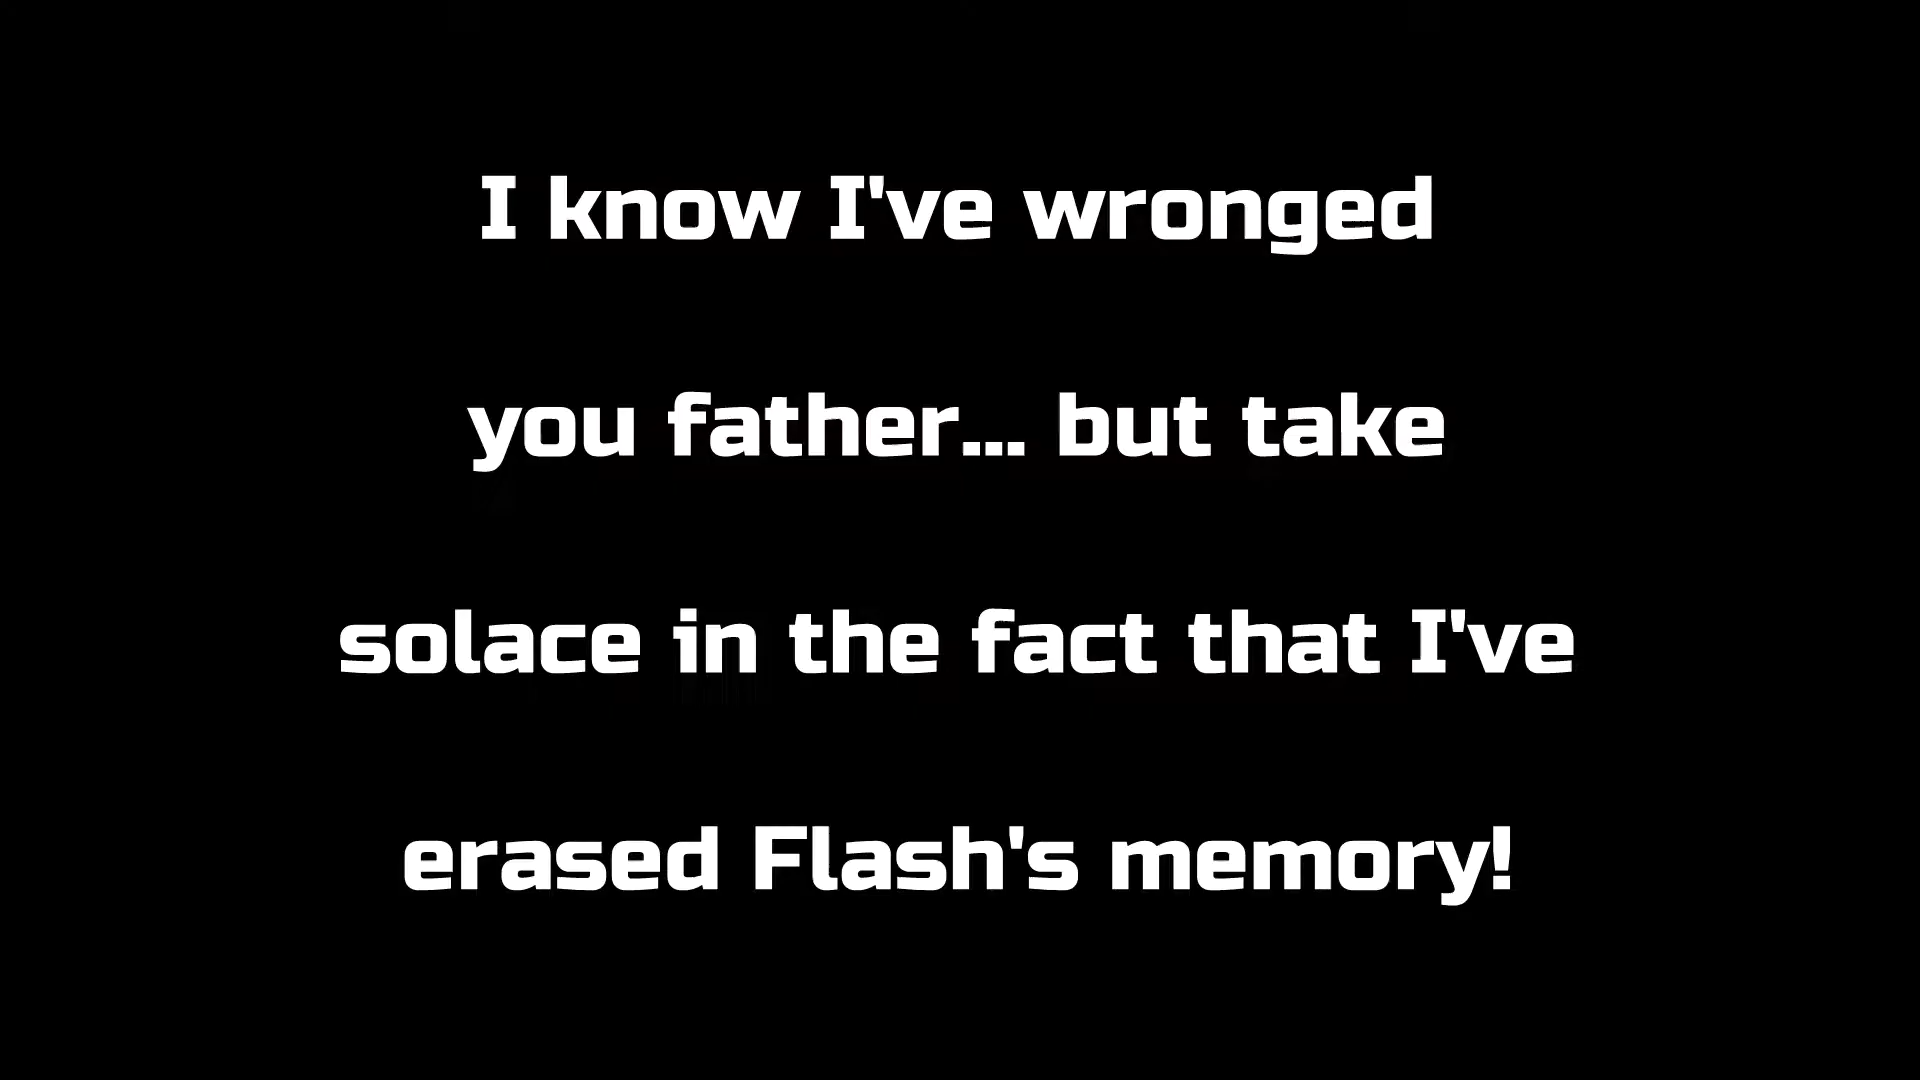 I know I've wronged
you father... but take
solace in the fact that I've
erased Flash's memory!